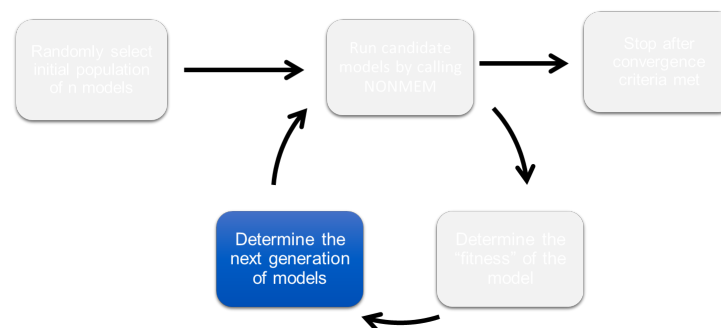 Randomly select
initial population
of n models
Run candidate
models by calling
NONMEM
Stop after
convergence
criteria met
Determine the
next generation
of models
Determine the
"fitness" of the
model